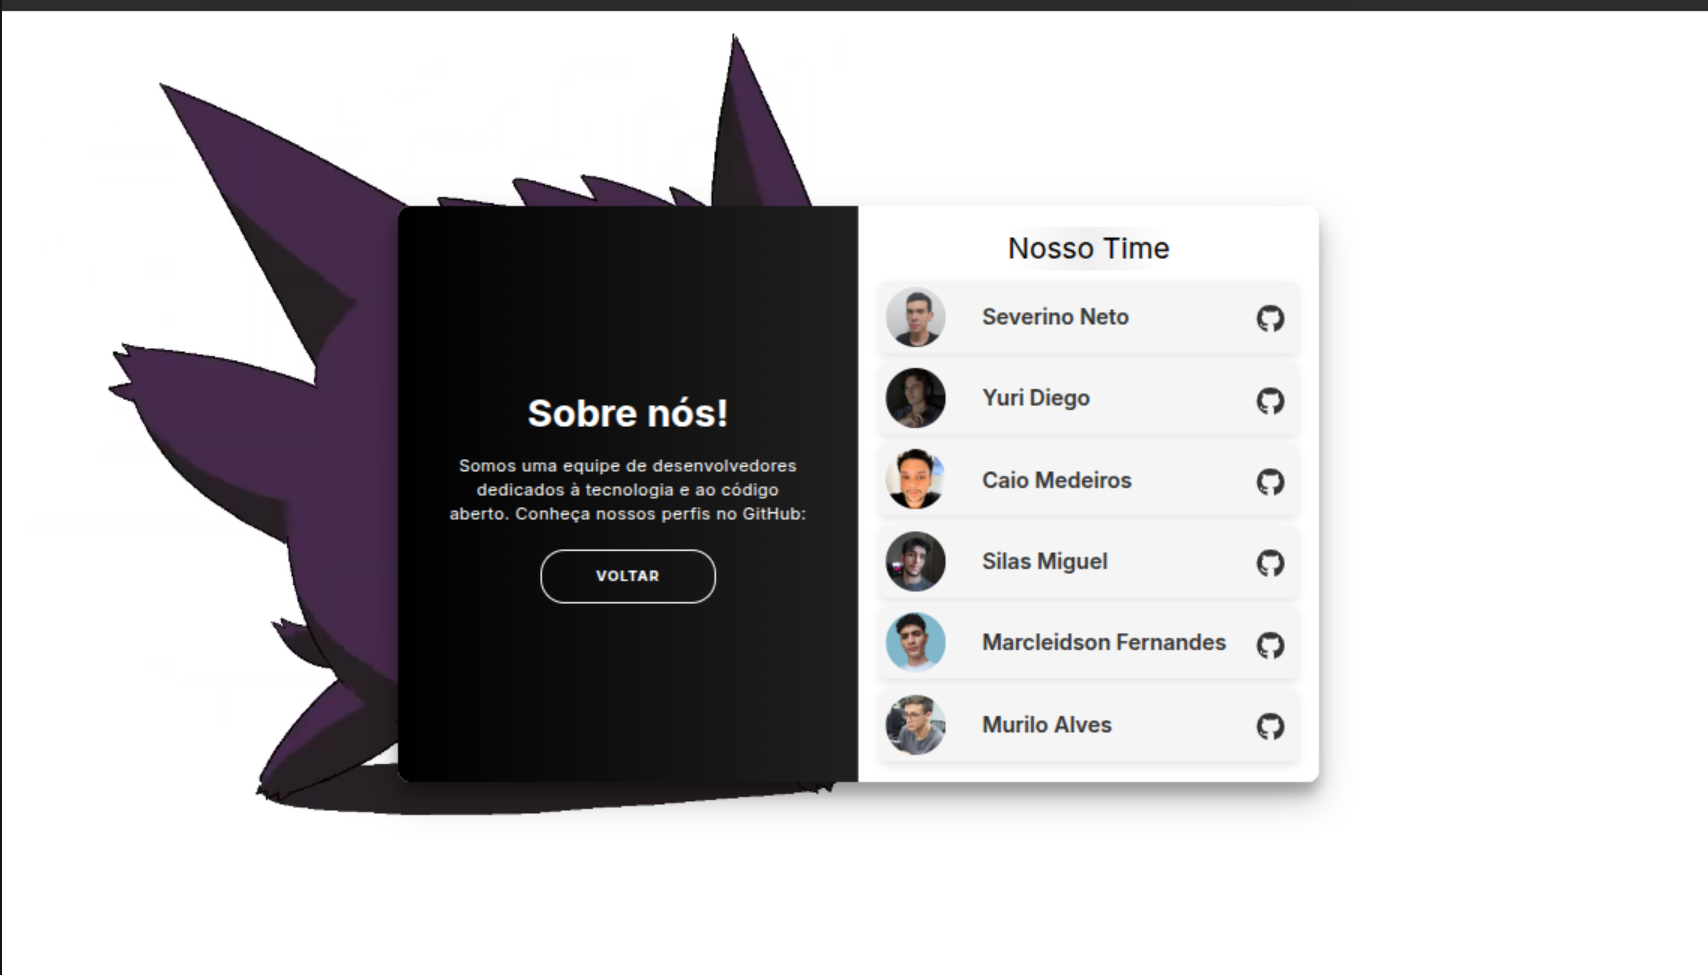 Sobre nós!
Somos uma equipe de desenvolvedores
dedicados à tecnologia e ao código
aberto. Conheça nossos perfis no GitHub:
VOLTAR
Nosso Time
Severino Neto
Yuri Diego
Caio Medeiros
Silas Miguel
Marcleidson Fernandes
Murilo Alves